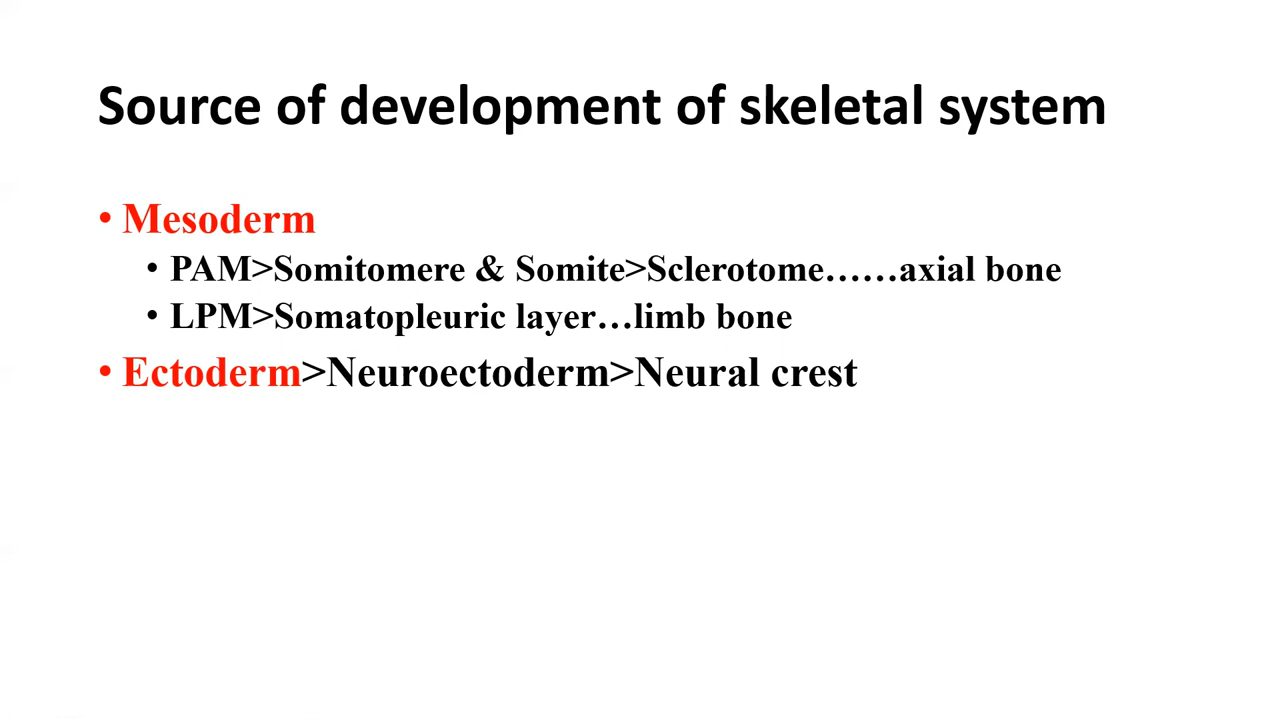 Source of development of skeletal system
• Mesoderm
• PAM>Somitomere & Somite>Sclerotome……axial bone
• LPM>Somatopleuric layer…limb bone
• Ectoderm>Neuroectoderm>Neural crest